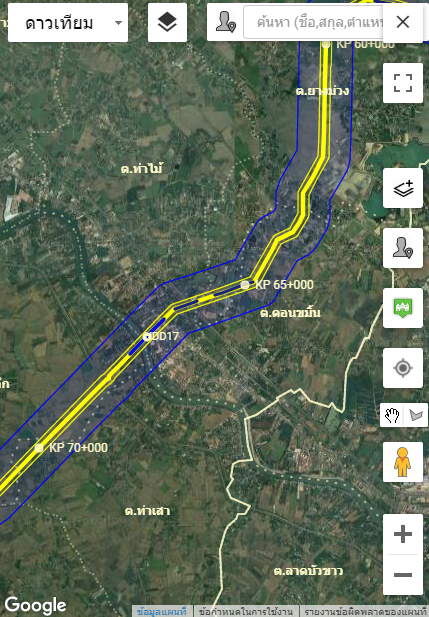 ดาวเทียม
ค้นหา (ชื่อ,สกุล,ตำแหน่
KP 60+000
ต.ยางม่วง
ต.ท่าไม้
KP 65+000
ต.ดอนขมิ้น
DD17
KP 70+000
ต.ท่าเสา
ต.ลาดบัวขาว
Google
ข้อมูลแผนที่ ข้อกำหนดในการใช้งาน รายงานข้อผิดพลาดของแผนที่